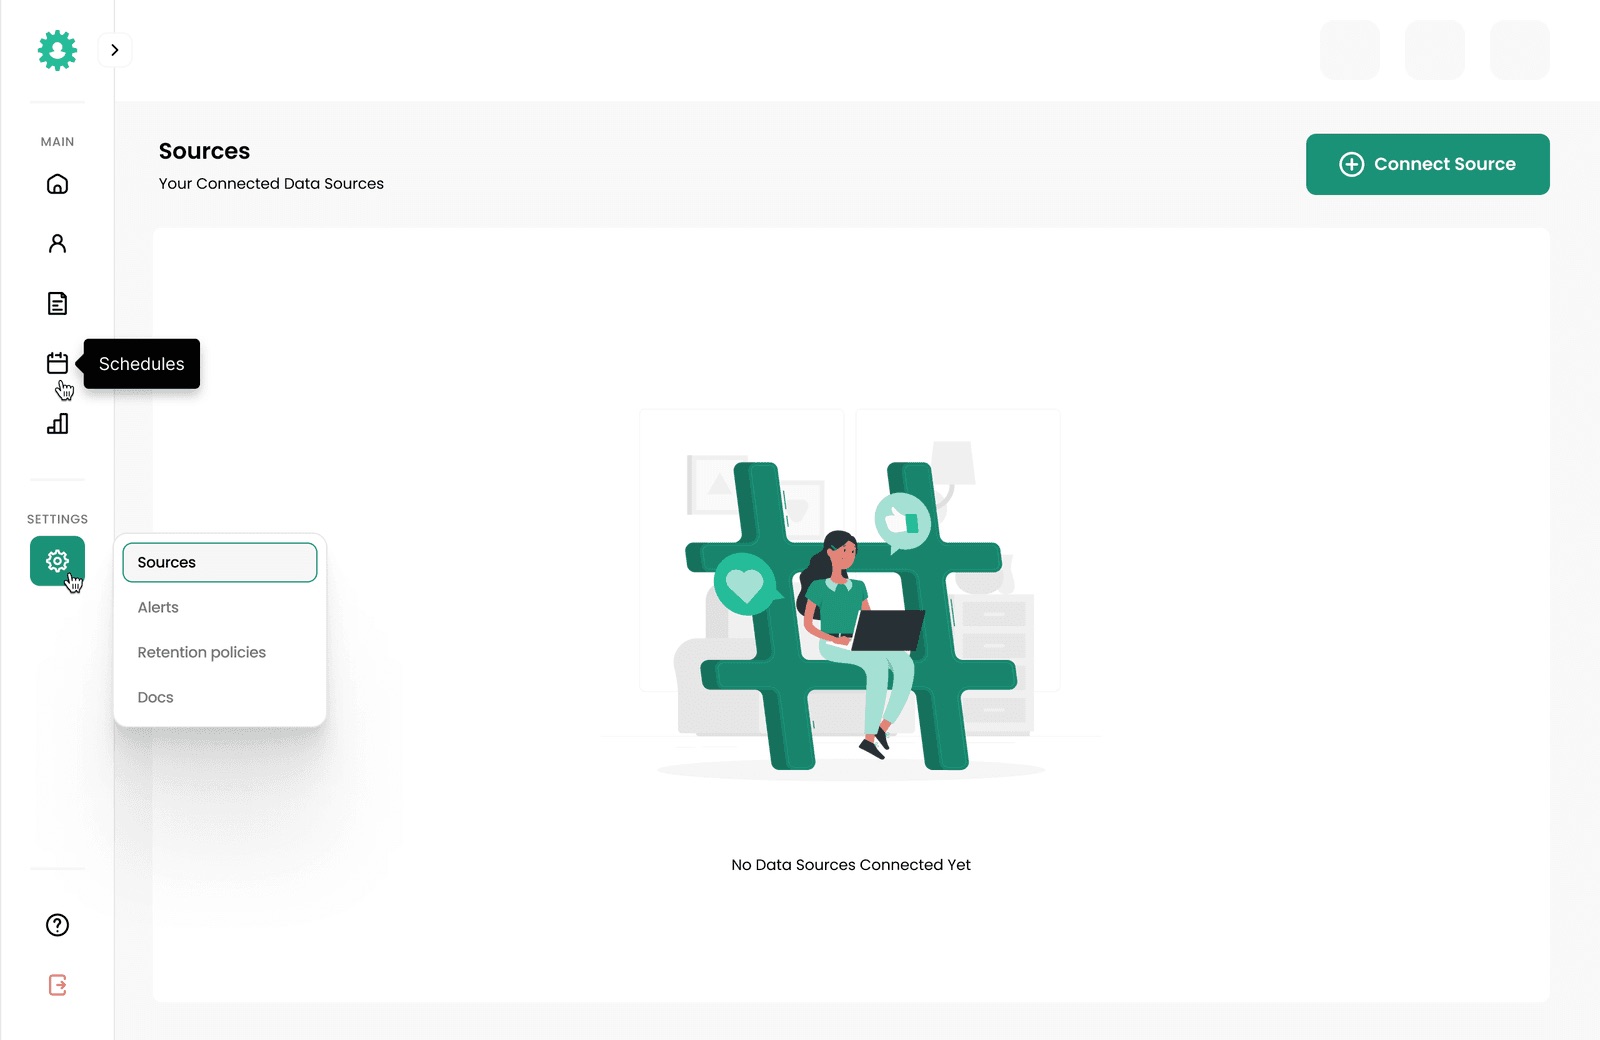 MAIN
Schedules
SETTINGS
Sources
Alerts
Retention policies
Docs
Sources
Your Connected Data Sources
Connect Source
No Data Sources Connected Yet